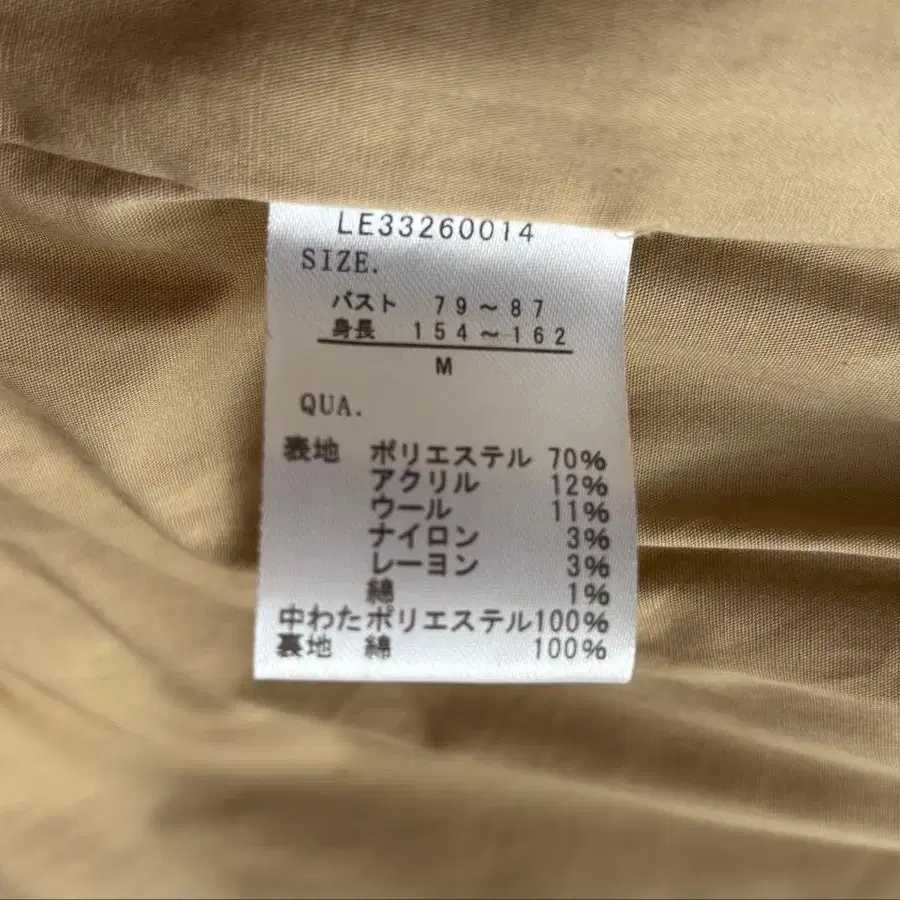 LE33260014
SIZE.
バスト 79～87
身長 154～162
M
QUA.
表地 ポリエステル 70%
アクリル 12%
ウール 11%
ナイロン 3%
レーヨン 3%
綿 1%
中わたポリエステル100%
裏地 綿 100%